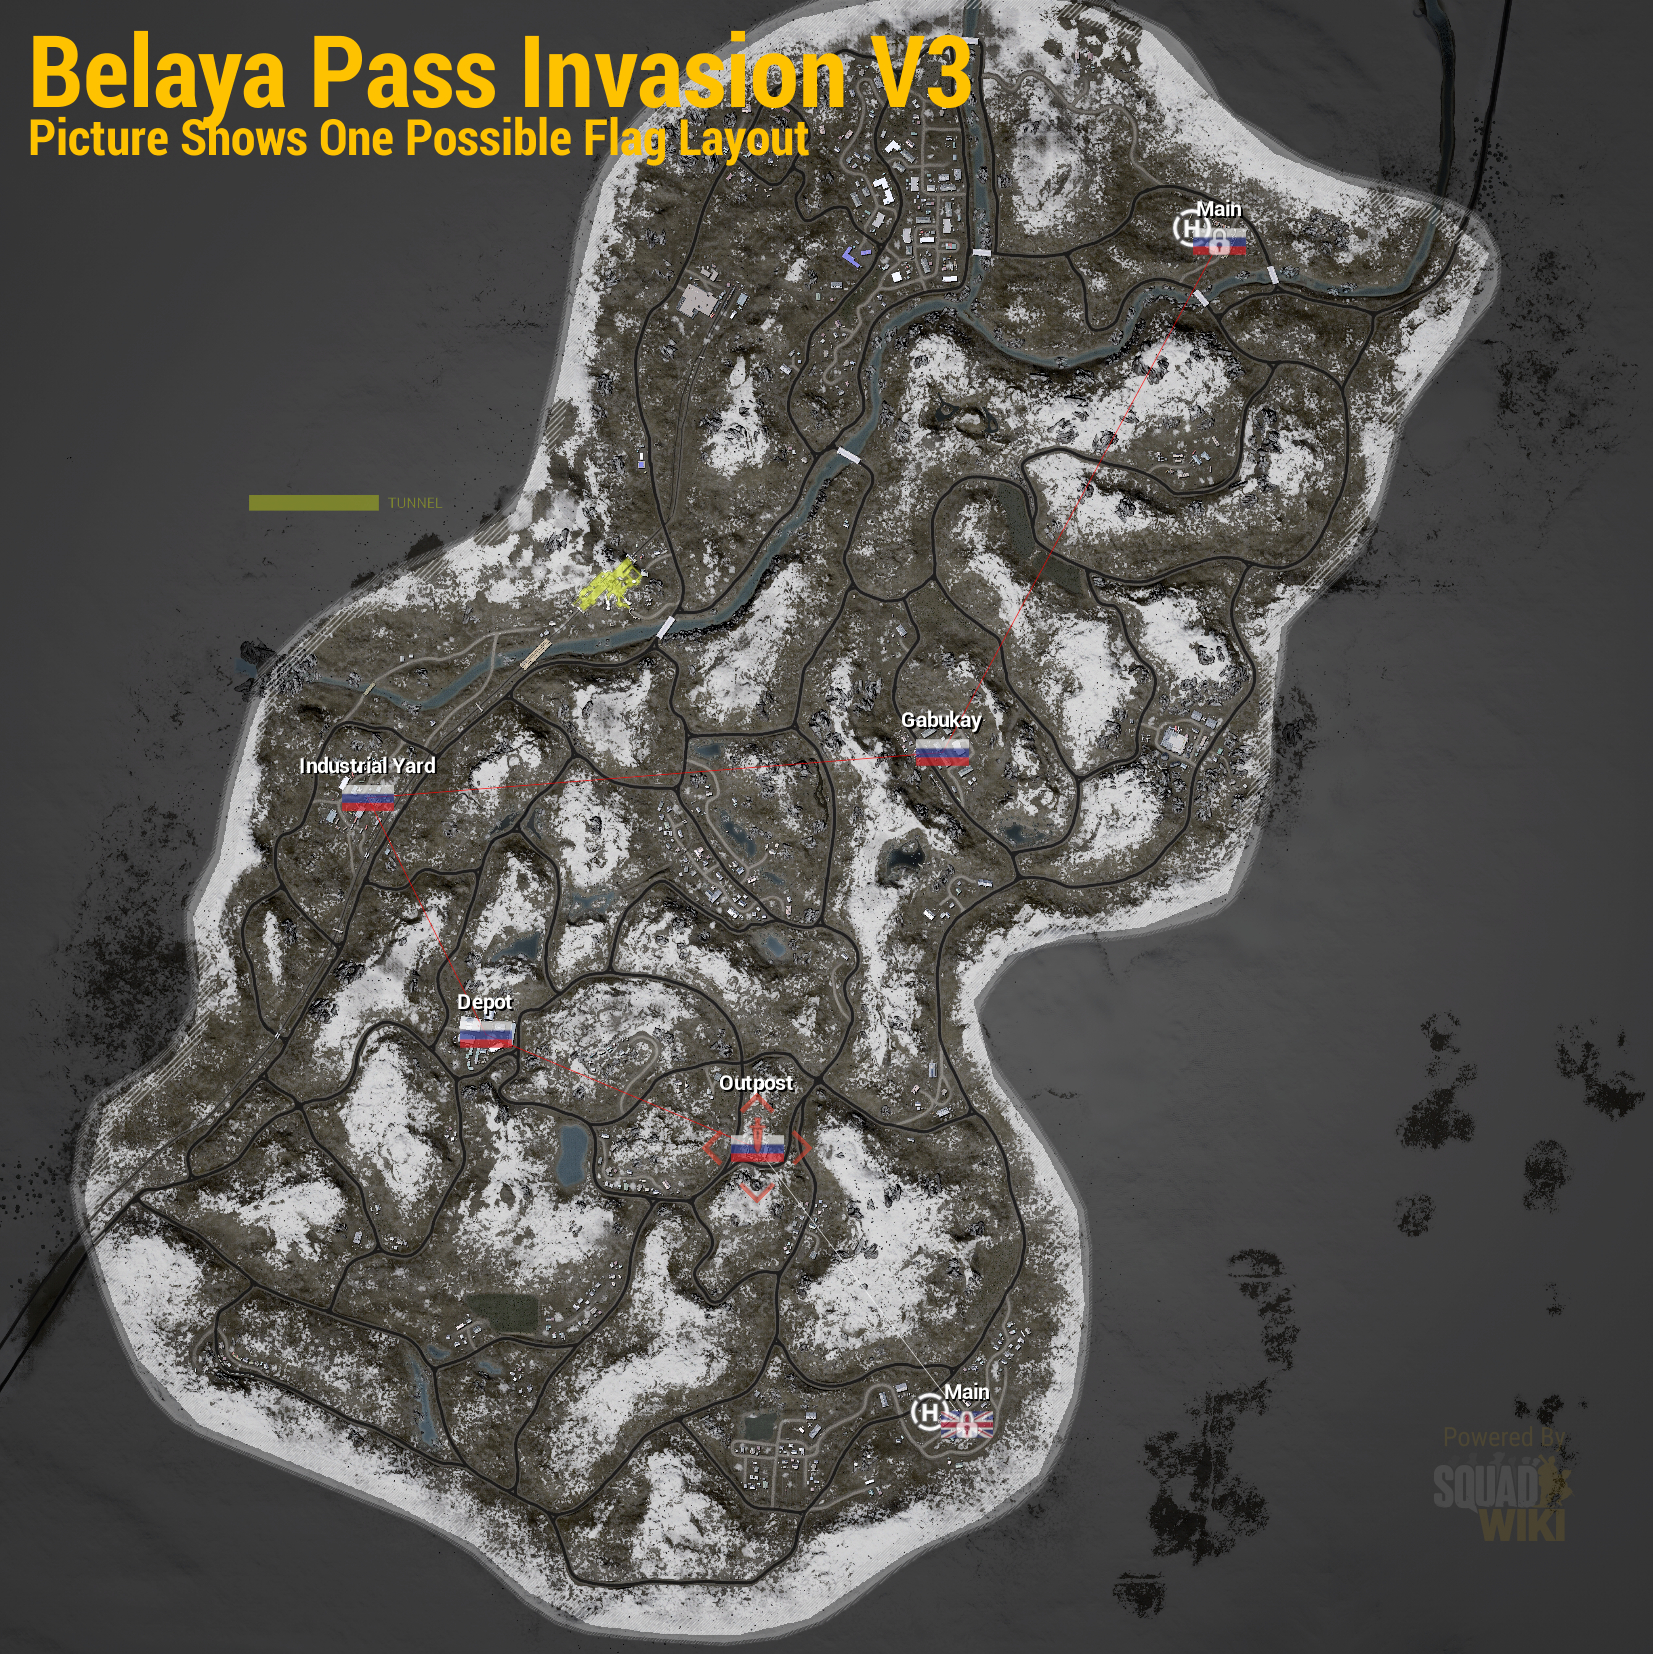 Belaya Pass Invasion V3
Picture Shows One Possible Flag Layout
Main
H
TUNNEL
Gabukay
Industrial Yard
Depot
Outpost
Main
H
Powered By
SQUAD
WIKI